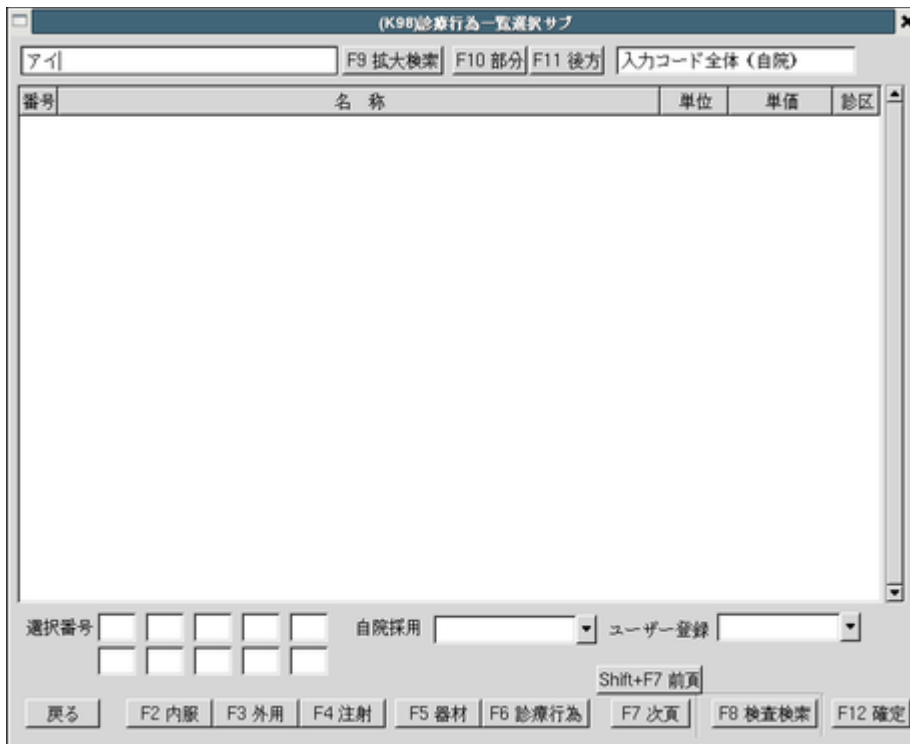 (K98)診療行為一覧選択サブ
アイ F9 拡大検索 F10 部分 F11 後方 入力コード全体(自院)
番号 名 称 単位 単価 診区
選択番号 自院採用 ユーザー登録
Shift+F7 前頁
戻る F2 内服 F3 外用 F4 注射 F5 器材 F6 診療行為 F7 次頁 F8 検査検索 F12 確定